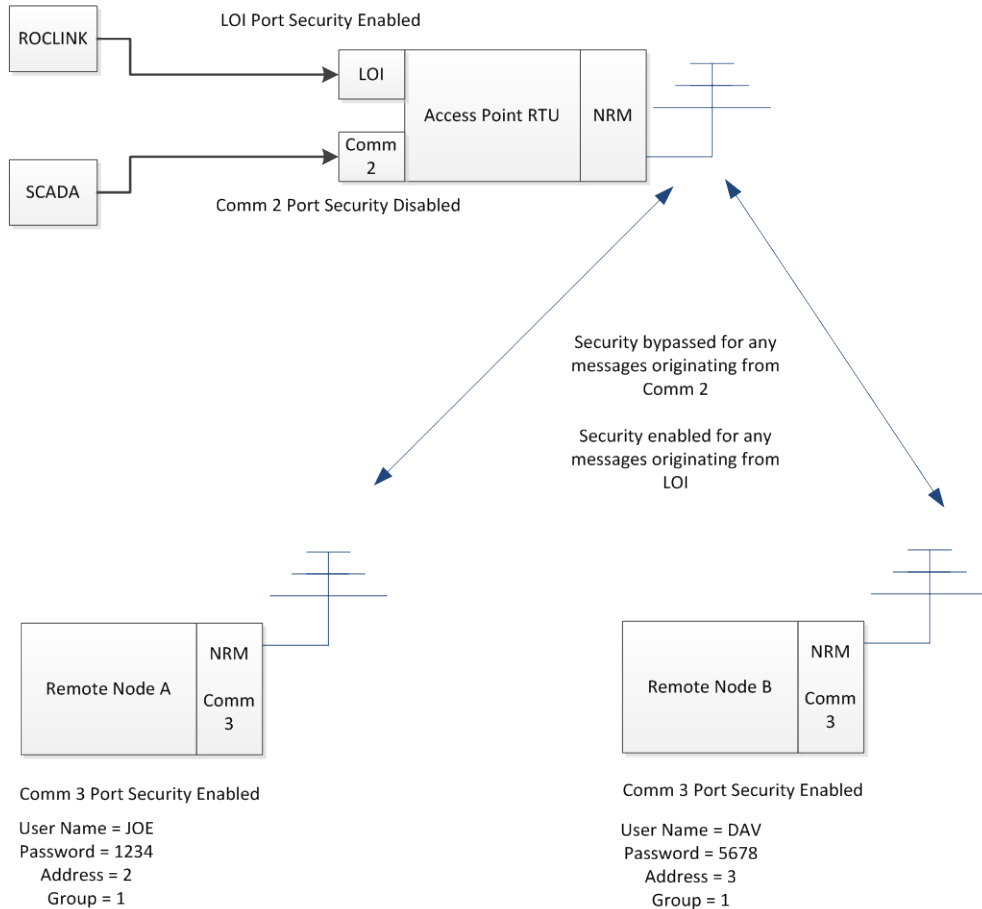 LOI Port Security Enabled
ROCLINK
LOI
Access Point RTU
NRM
Comm
2
SCADA
Comm 2 Port Security Disabled
Security bypassed for any
messages originating from
Comm 2
Security enabled for any
messages originating from
LOI
Remote Node A
NRM
Comm
3
Comm 3 Port Security Enabled
User Name = JOE
Password = 1234
Address = 2
Group = 1
Remote Node B
NRM
Comm
3
Comm 3 Port Security Enabled
User Name = DAV
Password = 5678
Address = 3
Group = 1